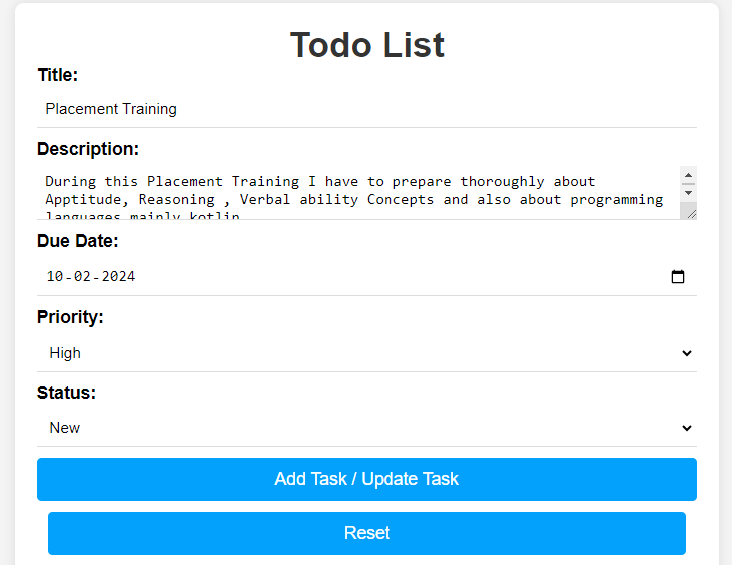 Todo List
Title:
Placement Training
Description:
During this Placement Training I have to prepare thoroughly about
Apptitude, Reasoning , Verbal ability Concepts and also about programming
languages mainly kotlin
Due Date:
10-02-2024
Priority:
High
Status:
New
Add Task / Update Task
Reset